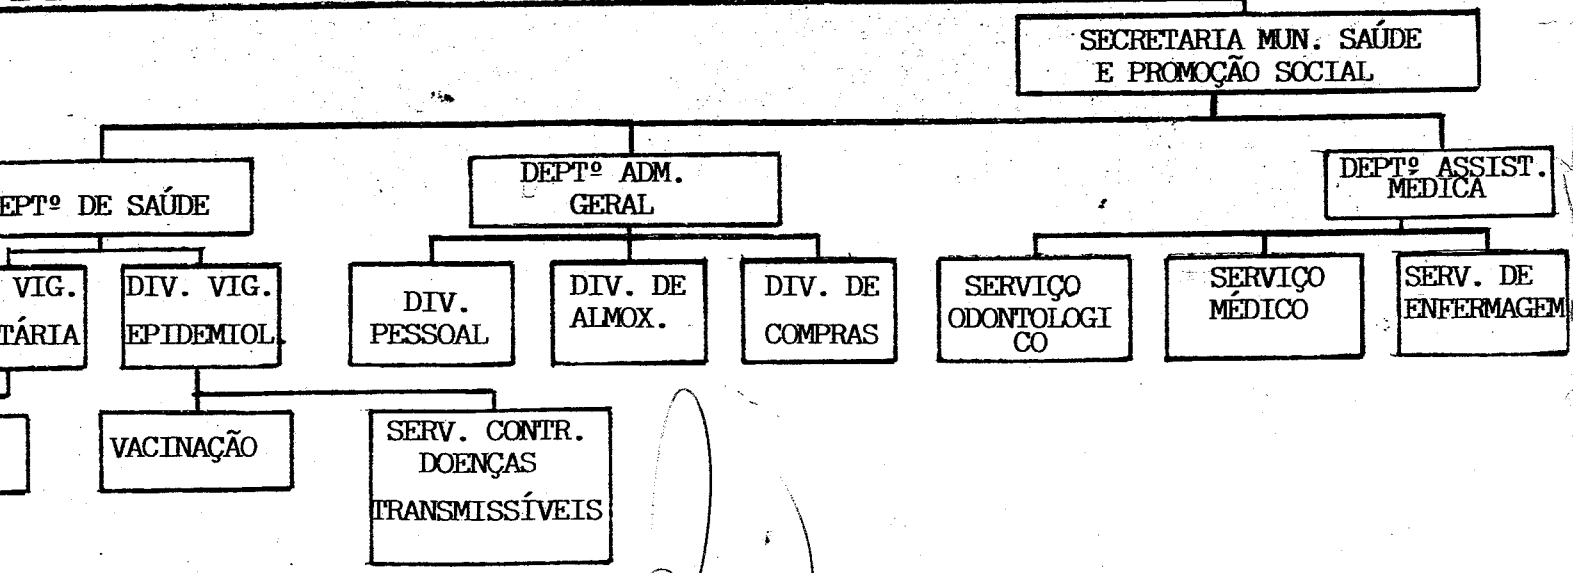 SECRETARIA MUN. SAÚDE
E PROMOÇÃO SOCIAL
EPTº DE SAÚDE
DEPTº ADM.
GERAL
DEPTº ASSIST.
MÉDICA
VIG.
TÁRIA
DIV. VIG.
EPIDEMIOL.
DIV.
PESSOAL
DIV. DE
ALMOX.
DIV. DE
COMPRAS
SERVIÇO
ODONTOLOGI
CO
SERVIÇO
MÉDICO
SERV. DE
ENFERMAGEM
VACINAÇÃO
SERV. CONTR.
DOENÇAS
TRANSMISSÍVEIS